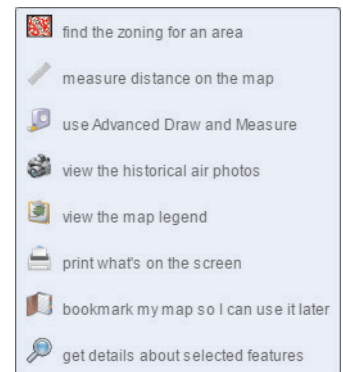 find the zoning for an area
measure distance on the map
use Advanced Draw and Measure
view the historical air photos
view the map legend
print what's on the screen
bookmark my map so I can use it later
get details about selected features